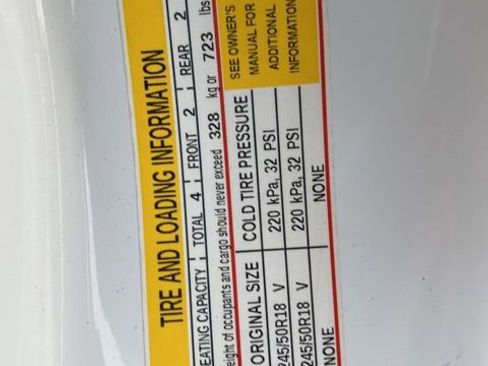 TIRE AND LOADING INFORMATION
EATING CAPACITY TOTAL 4 FRONT 2 REAR 2
eight of occupants and cargo should never exceed 328 kg or 723 lbs
ORIGINAL SIZE COLD TIRE PRESSURE
245/50R18 V 220 kPa, 32 PSI
245/50R18 V 220 kPa, 32 PSI
NONE NONE
SEE OWNER'S
MANUAL FOR
ADDITIONAL
INFORMATION